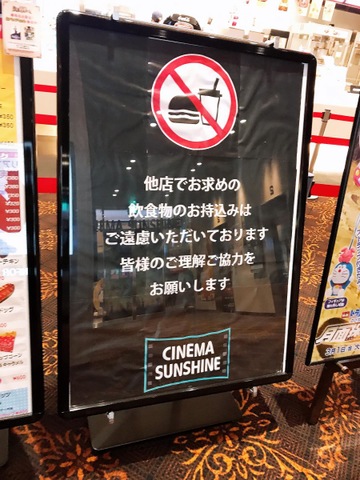 他店でお求めの
飲食物のお持込みは
ご遠慮いただいております
皆様のご理解ご協力を
お願いします
CINEMA
SUNSHINE